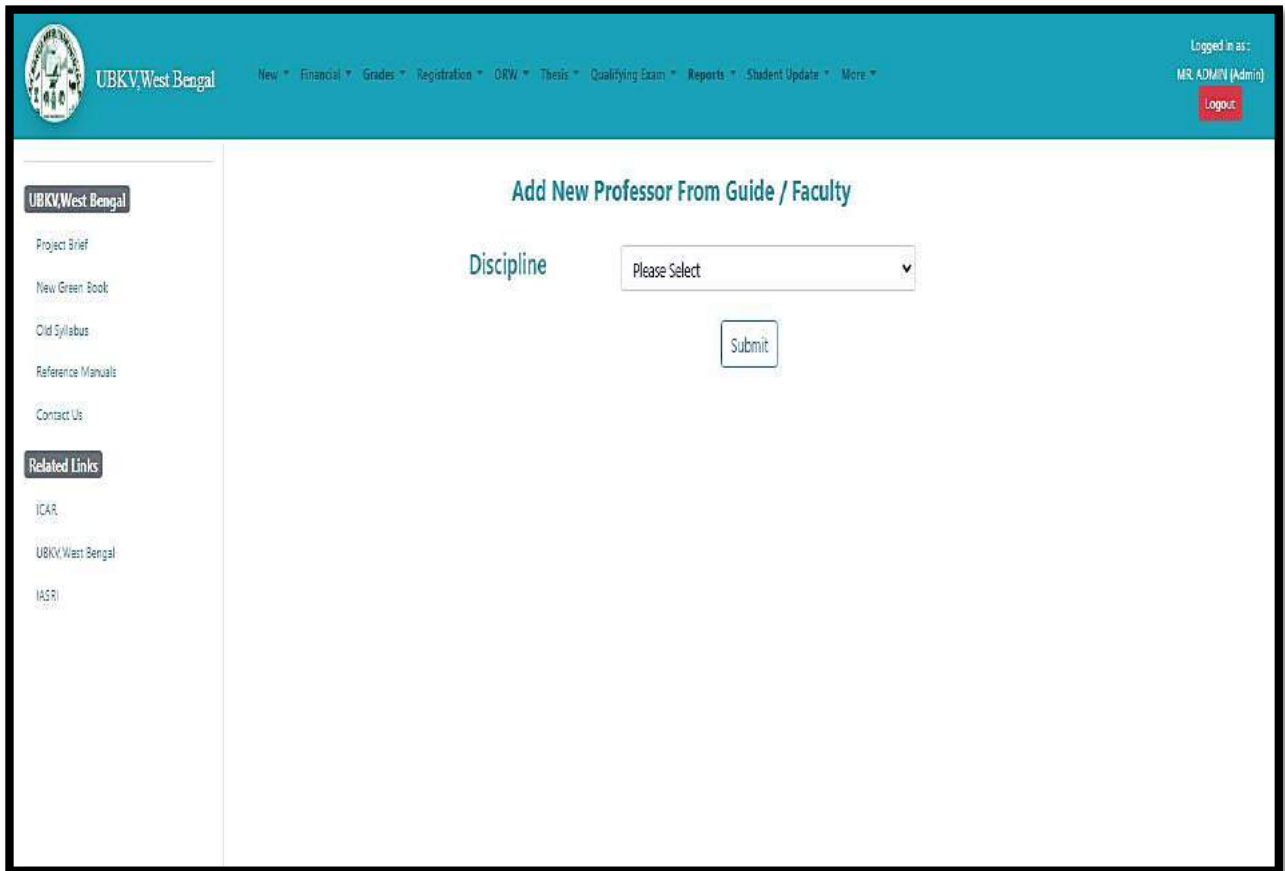 UBKV,West Bengal
New Financial Grades Registration ORW Thesis Qualifying Exam Reports Student Update More
Logged in as :
MR. ADMIN (Admin)
Logout
UBKV,West Bengal
Project Brief
New Green Book
Old Syllabus
Reference Manuals
Contact Us
Related Links
ICAR
UBKV,West Bengal
IASRI
Add New Professor From Guide / Faculty
Discipline
Please Select
Submit